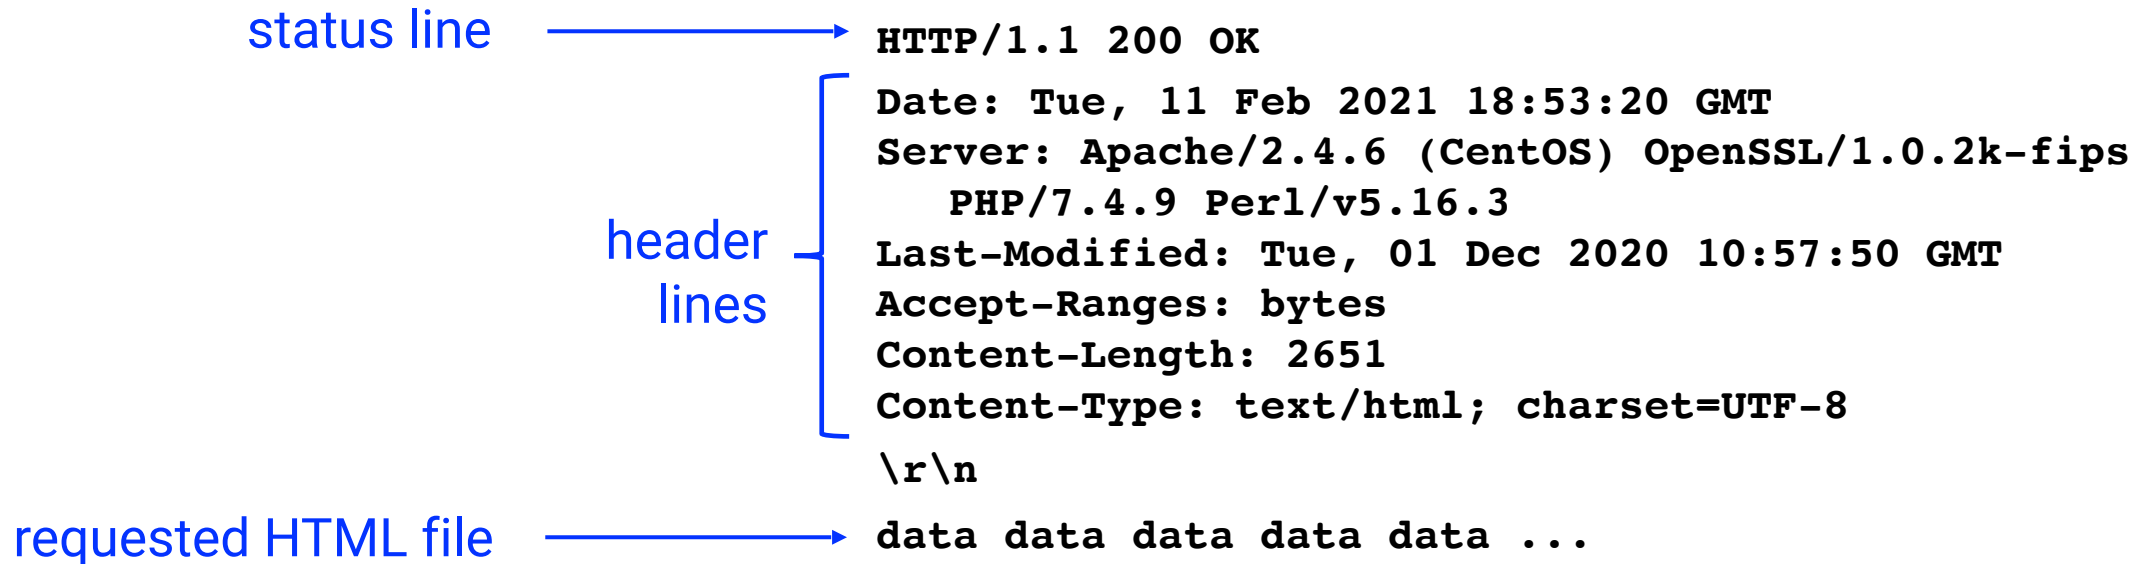 status line
HTTP/1.1 200 OK
Date: Tue, 11 Feb 2021 18:53:20 GMT
Server: Apache/2.4.6 (CentOS) OpenSSL/1.0.2k-fips
PHP/7.4.9 Perl/v5.16.3
header
lines
Last-Modified: Tue, 01 Dec 2020 10:57:50 GMT
Accept-Ranges: bytes
Content-Length: 2651
Content-Type: text/html; charset=UTF-8
\r\n
requested HTML file
data data data data data ...